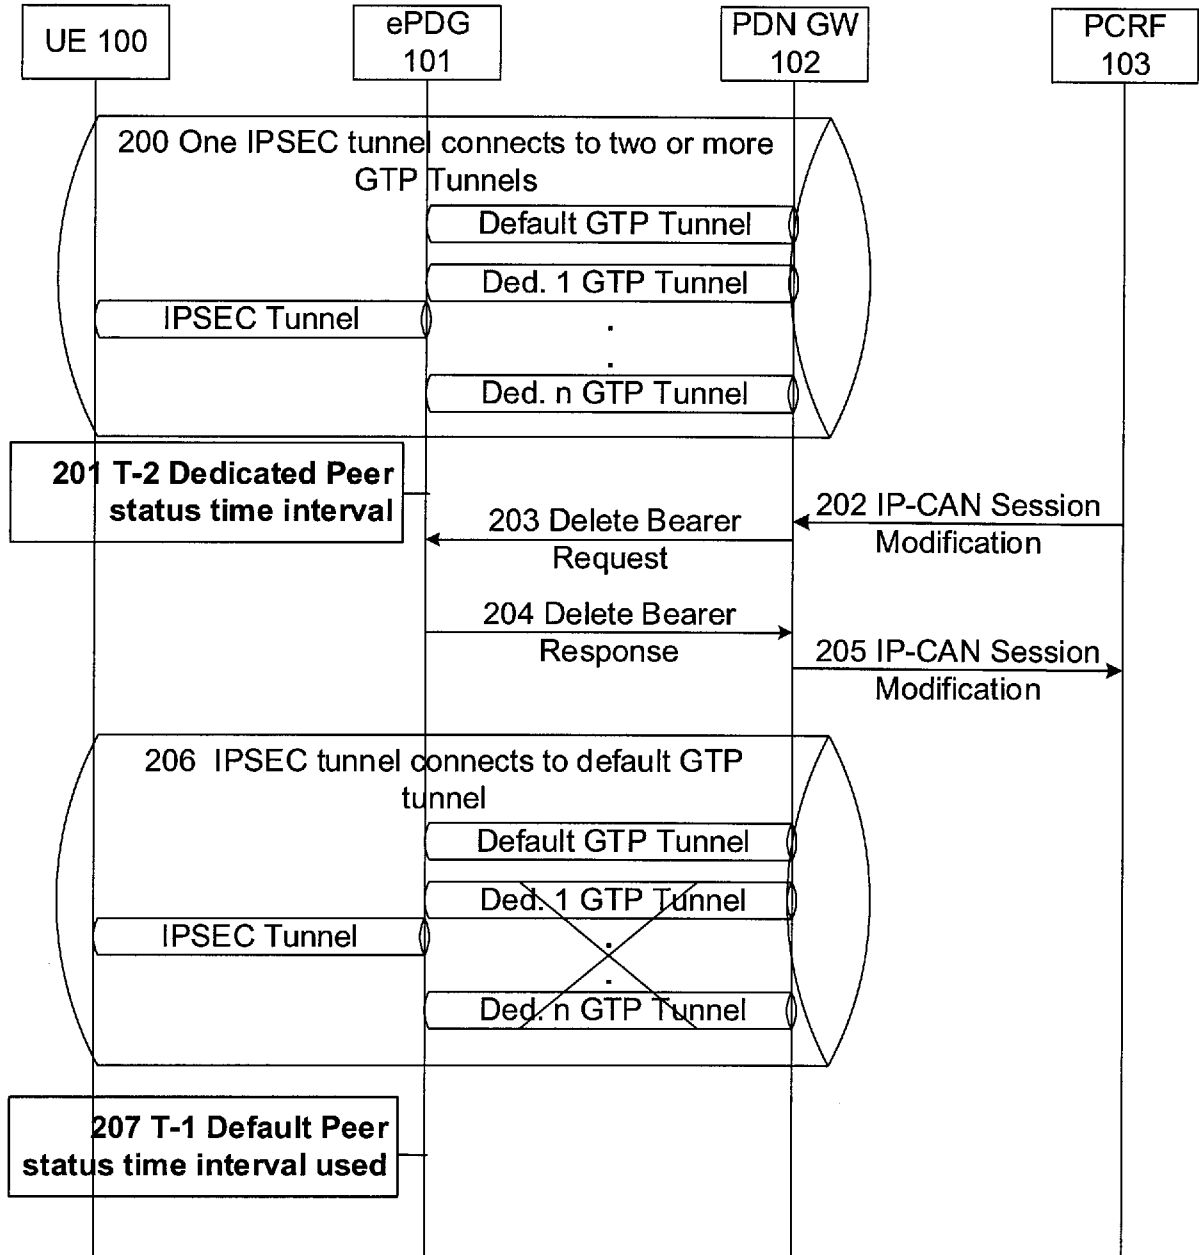 UE 100
ePDG
101
PDN GW
102
PCRF
103
200 One IPSEC tunnel connects to two or more
GTP Tunnels
Default GTP Tunnel
Ded. 1 GTP Tunnel
IPSEC Tunnel
.
.
Ded. n GTP Tunnel
201 T-2 Dedicated Peer
status time interval
202 IP-CAN Session
Modification
203 Delete Bearer
Request
204 Delete Bearer
Response
205 IP-CAN Session
Modification
206 IPSEC tunnel connects to default GTP
tunnel
Default GTP Tunnel
Ded. 1 GTP Tunnel
IPSEC Tunnel
.
.
Ded. n GTP Tunnel
207 T-1 Default Peer
status time interval used